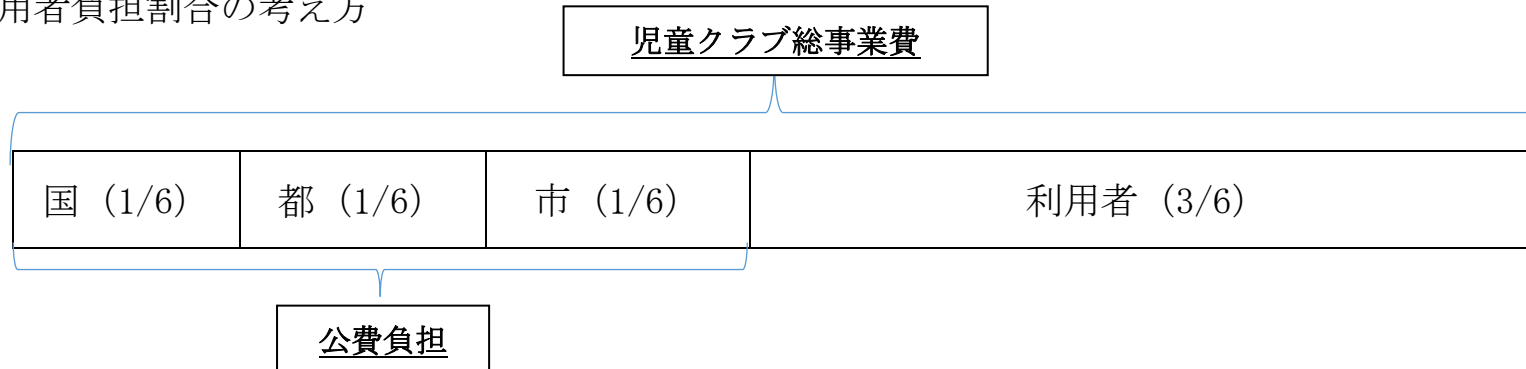 用者負担割合の考え方
児童クラブ総事業費
国（1/6）
都（1/6）
市（1/6）
利用者（3/6）
公費負担